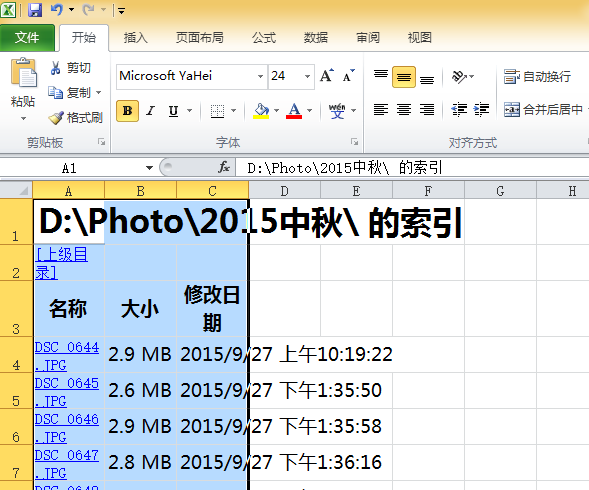 文件 开始 插入 页面布局 公式 数据 审阅 视图
粘贴 剪切 复制 格式刷 剪贴板
Microsoft YaHei 24 A A
B I U A wén 字体
自动换行 合并后居中 对齐方式
A1 fx D:\Photo\2015中秋\ 的索引
A B C D E F G H
1 D:\Photo\2015中秋\ 的索引
2 [上级目
录]
3 名称 大小 修改日
期
4 DSC_0644
.JPG 2.9 MB 2015/9/27 上午10:19:22
5 DSC_0645
.JPG 2.6 MB 2015/9/27 下午1:35:50
6 DSC_0646
.JPG 2.9 MB 2015/9/27 下午1:35:58
7 DSC_0647
.JPG 2.8 MB 2015/9/27 下午1:36:16